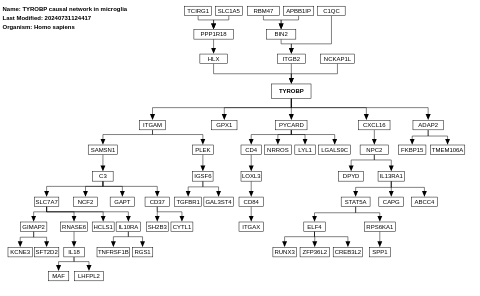 Name: TYROBP causal network in microglia
Last Modified: 20240731124417
Organism: Homo sapiens
TCIRG1 SLC1A5 RBM47 APBB1IP C1QC
PPP1R18 BIN2
HLX ITGB2 NCKAP1L
TYROBP
ITGAM GPX1 PYCARD CXCL16 ADAP2
SAMSN1 PLEK CD4 NRROS LYL1 LGALS9C NPC2 FKBP15 TMEM106A
C3 IGSF6 LOXL3 DPYD IL13RA1
SLC7A7 NCF2 GAPT CD37 TGFBR1 GAL3ST4 CD84 STAT5A CAPG ABCC4
GIMAP2 RNASE6 HCLS1 IL10RA SH2B3 CYTL1 ITGAX ELF4 RPS6KA1
KCNE3 SFT2D2 IL18 TNFRSF1B RGS1 RUNX3 ZFP36L2 CREB3L2 SPP1
MAF LHFPL2